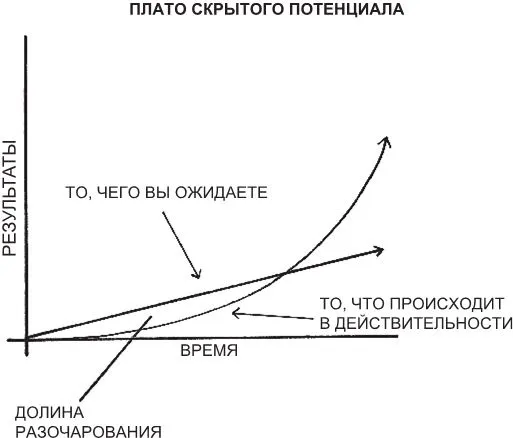 ПЛАТО СКРЫТОГО ПОТЕНЦИАЛА
РЕЗУЛЬТАТЫ
ТО, ЧЕГО ВЫ ОЖИДАЕТЕ
ТО, ЧТО ПРОИСХОДИТ
В ДЕЙСТВИТЕЛЬНОСТИ
ВРЕМЯ
ДОЛИНА
РАЗОЧАРОВАНИЯ